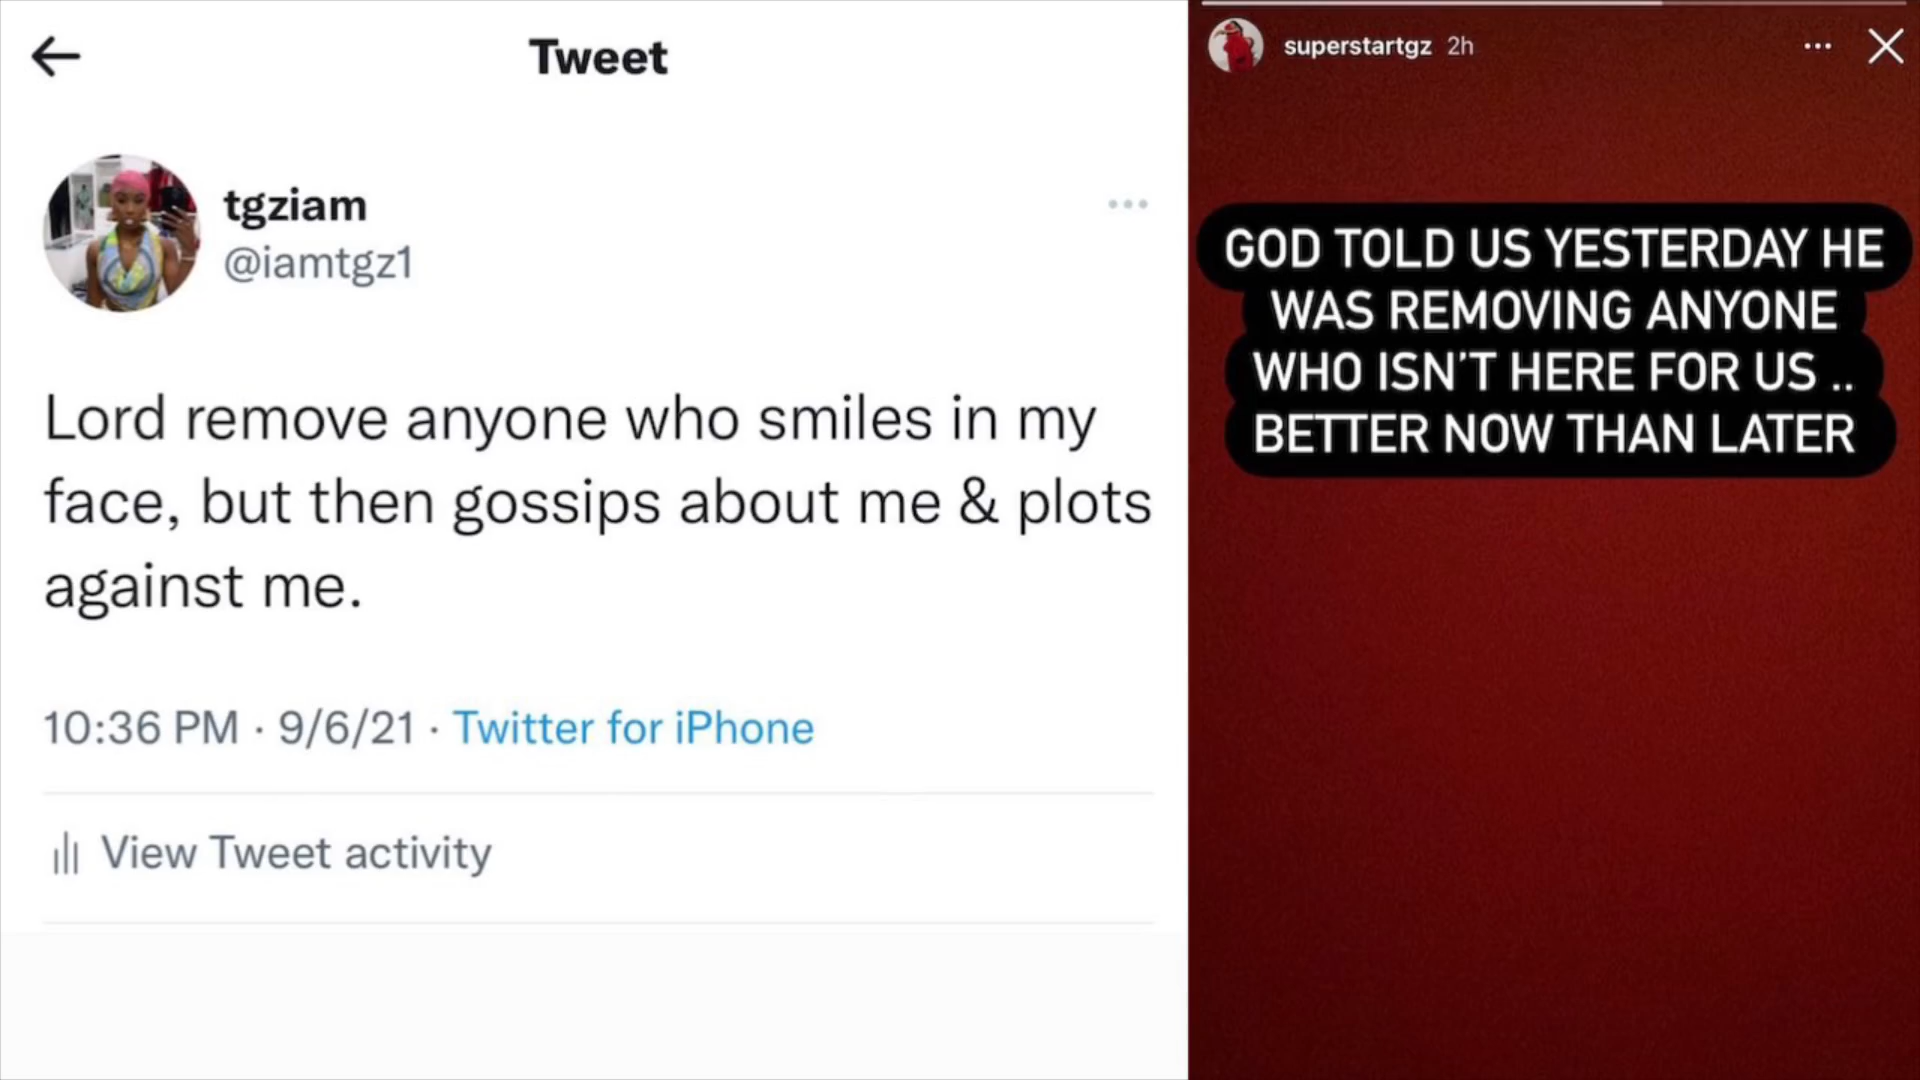 Tweet
tgziam
@iamtgz1
Lord remove anyone who smiles in my
face, but then gossips about me & plots
against me.
10:36 PM · 9/6/21 · Twitter for iPhone
View Tweet activity
superstartgz 2h
GOD TOLD US YESTERDAY HE
WAS REMOVING ANYONE
WHO ISN'T HERE FOR US ..
BETTER NOW THAN LATER